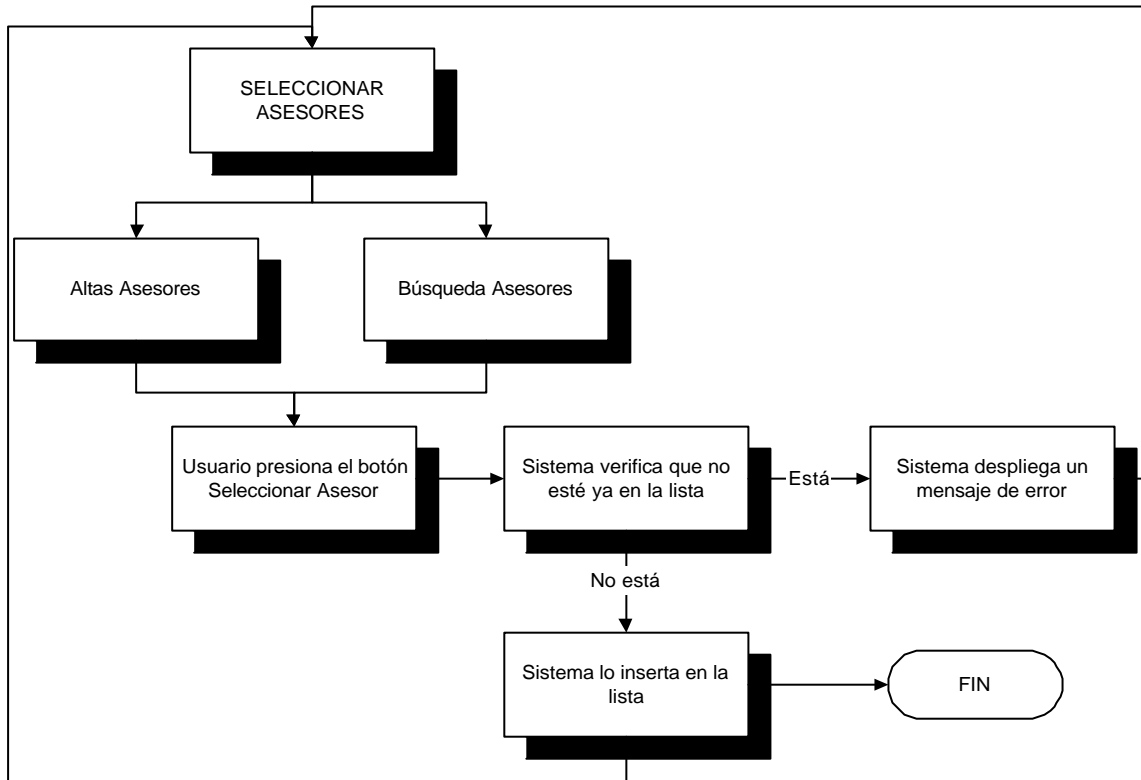 SELECCIONAR
ASESORES
Altas Asesores
Búsqueda Asesores
Usuario presiona el botón
Seleccionar Asesor
Sistema verifica que no
esté ya en la lista
Está
Sistema despliega un
mensaje de error
No está
Sistema lo inserta en la
lista
FIN